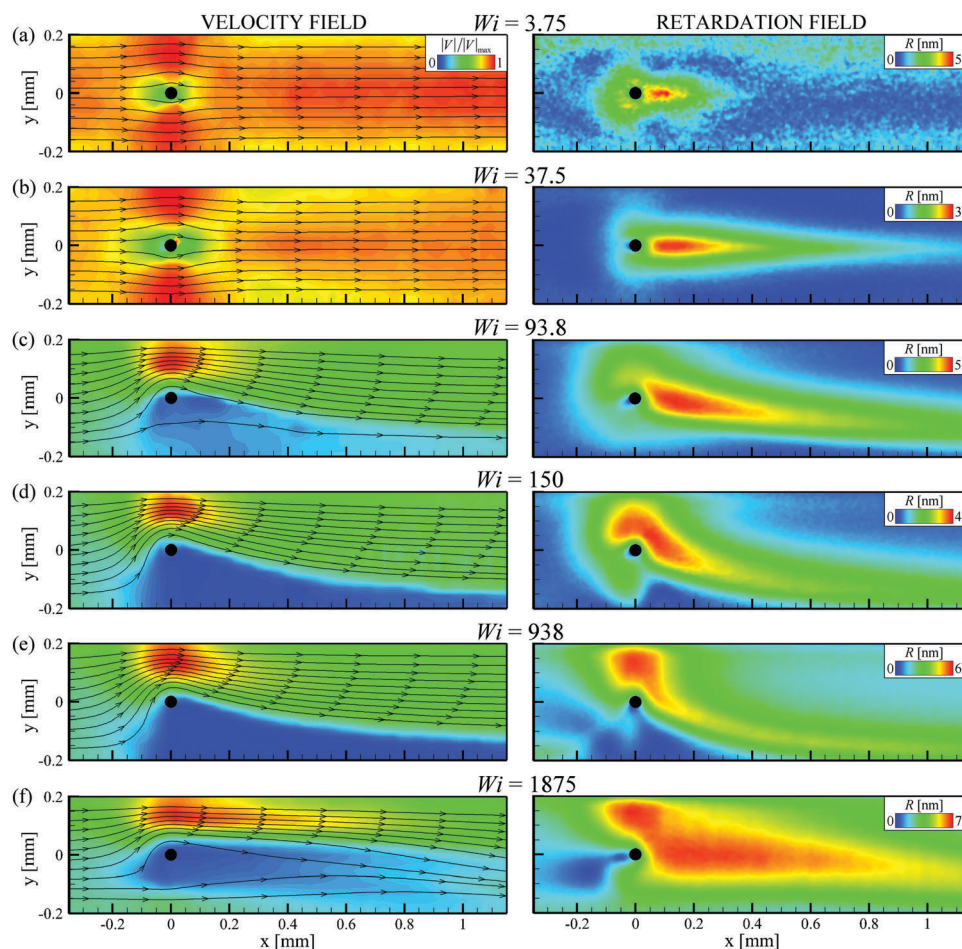 VELOCITY FIELD
Wi = 3.75
RETARDATION FIELD
(a)
0.2
0
-0.2
y [mm]
|V|/|V|max
0 1
R [nm]
0 5
Wi = 37.5
(b)
0.2
0
-0.2
y [mm]
R [nm]
0 3
Wi = 93.8
(c)
0.2
0
-0.2
y [mm]
R [nm]
0 5
Wi = 150
(d)
0.2
0
-0.2
y [mm]
R [nm]
0 4
Wi = 938
(e)
0.2
0
-0.2
y [mm]
R [nm]
0 6
Wi = 1875
(f)
0.2
0
-0.2
y [mm]
R [nm]
0 7
-0.2 0 0.2 0.4 0.6 0.8 1
-0.2 0 0.2 0.4 0.6 0.8 1
x [mm]
x [mm]